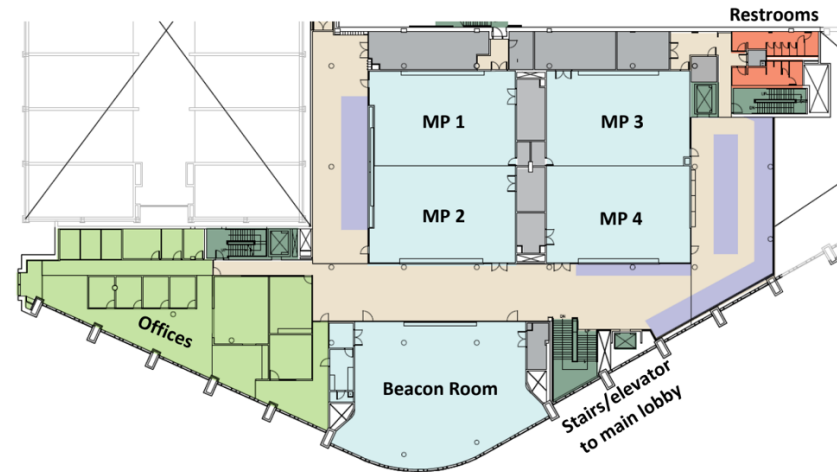 Restrooms
MP 1
MP 3
MP 2
MP 4
Offices
Beacon Room
Stairs/elevator
to main lobby